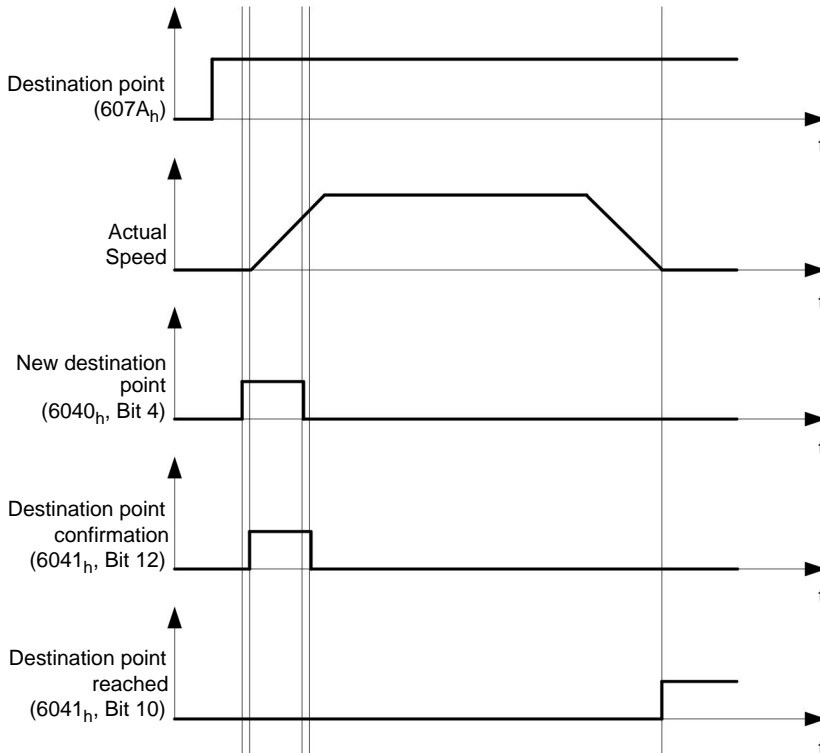 Destination point
(607Ah)
t
Actual
Speed
t
New destination
point
(6040h, Bit 4)
t
Destination point
confirmation
(6041h, Bit 12)
t
Destination point
reached
(6041h, Bit 10)
t